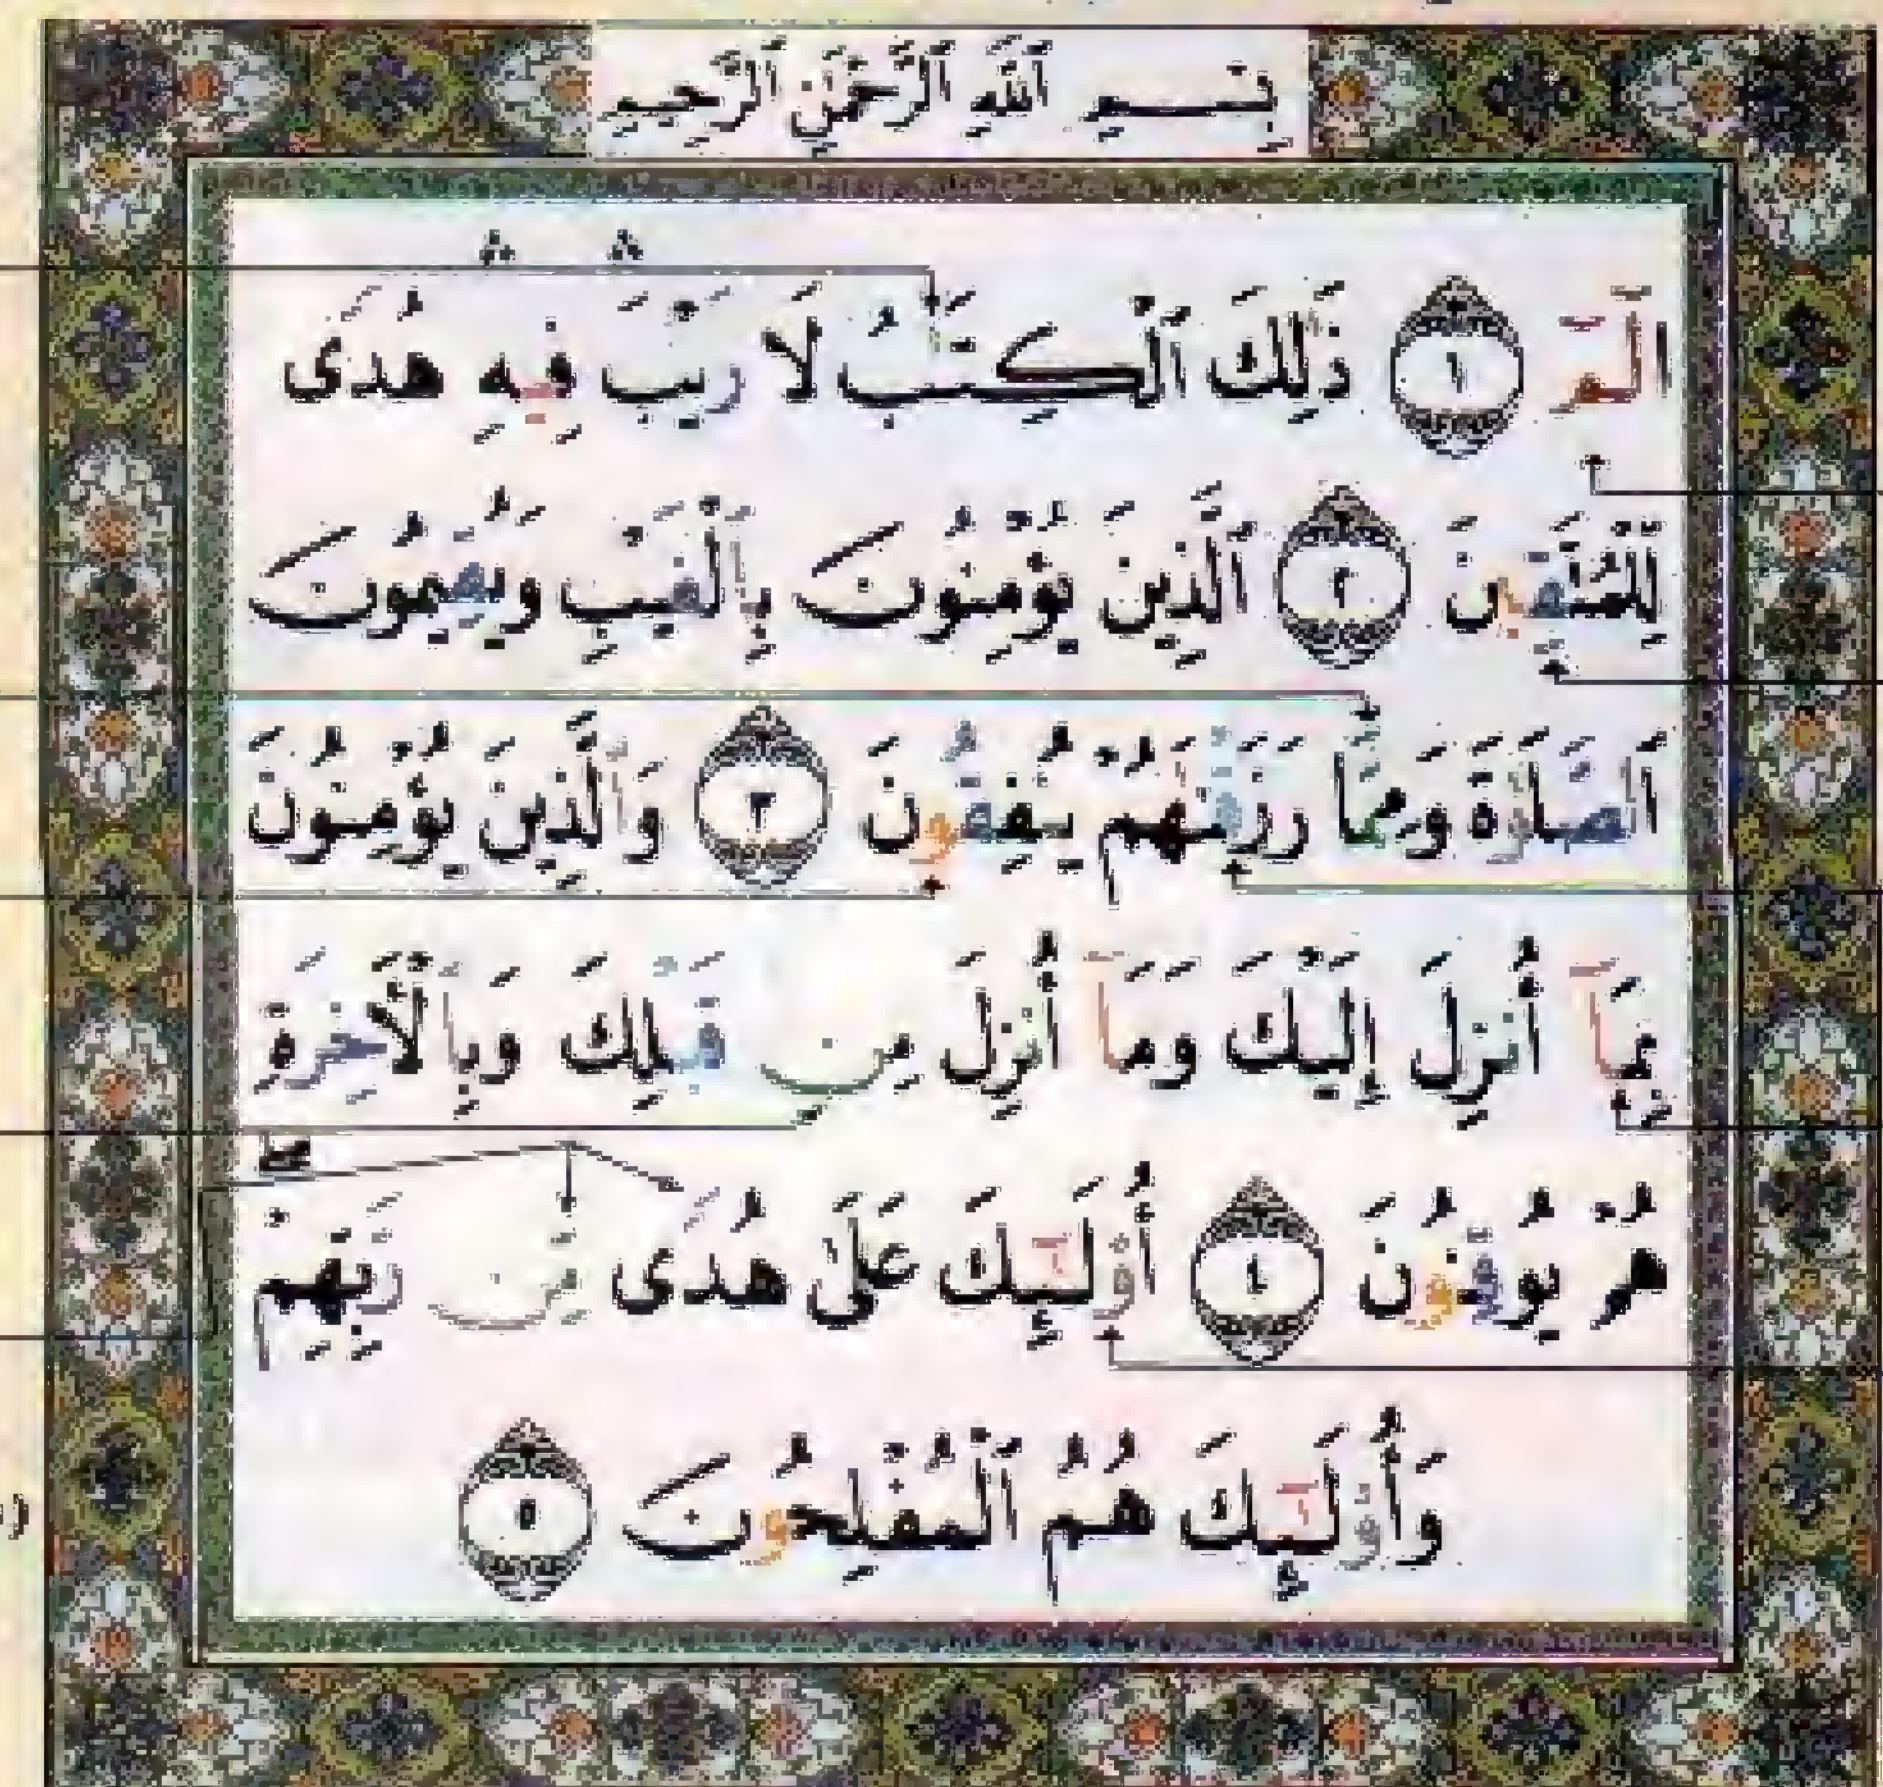 بِسْمِ ٱللَّهِ ٱلرَّحْمَٰنِ ٱلرَّحِيمِ
الٓمٓ ١ ذَٰلِكَ ٱلْكِتَٰبُ لَا رَيْبَ ۛ فِيهِ ۛ هُدًى
لِّلْمُتَّقِينَ ٢ ٱلَّذِينَ يُؤْمِنُونَ بِٱلْغَيْبِ وَيُقِيمُونَ
ٱلصَّلَوٰةَ وَمِمَّا رَزَقْنَٰهُمْ يُنفِقُونَ ٣ وَٱلَّذِينَ يُؤْمِنُونَ
بِمَآ أُنزِلَ إِلَيْكَ وَمَآ أُنزِلَ مِن قَبْلِكَ وَبِٱلْأَخِرَةِ
هُمْ يُوقِنُونَ ٤ أُو۟لَٰٓئِكَ عَلَىٰ هُدًى مِّن رَّبِّهِمْ ۖ
وَأُو۟لَٰٓئِكَ هُمُ ٱلْمُفْلِحُونَ ٥